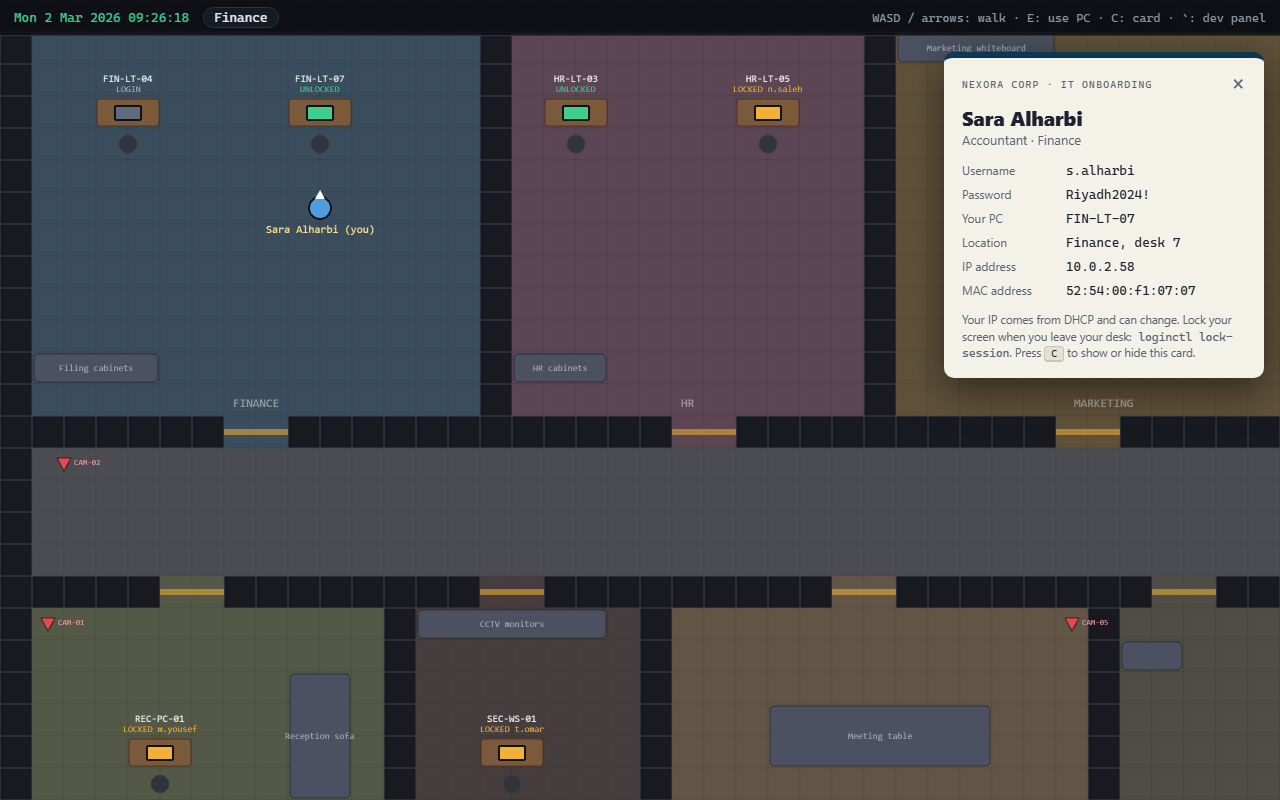 Mon 2 Mar 2026 09:26:18 Finance WASD / arrows: walk · E: use PC · C: card · `: dev panel
Marketing whiteboard
FIN-LT-04
LOGIN
FIN-LT-07
UNLOCKED
HR-LT-03
UNLOCKED
HR-LT-05
LOCKED n.saleh
Sara Alharbi (you)
Filing cabinets
HR cabinets
FINANCE
HR
MARKETING
NEXORA CORP · IT ONBOARDING ×
Sara Alharbi
Accountant · Finance
Username s.alharbi
Password Riyadh2024!
Your PC FIN-LT-07
Location Finance, desk 7
IP address 10.0.2.58
MAC address 52:54:00:f1:07:07
Your IP comes from DHCP and can change. Lock your
screen when you leave your desk: loginctl lock-
session. Press C to show or hide this card.
CAM-02
CAM-01
CCTV monitors
CAM-05
REC-PC-01
LOCKED m.yousef
Reception sofa
SEC-WS-01
LOCKED t.omar
Meeting table